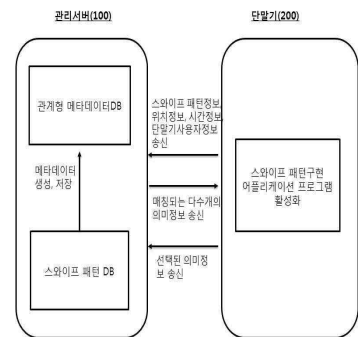 관리서버(100)
단말기(200)
관계형 메타데이터DB
스와이프 패턴정보,
위치정보, 시간정보,
단말기사용자정보
송신
스와이프 패턴구현
어플리케이션 프로그램
활성화
메타데이터
생성, 저장
매칭되는 다수개의
의미정보 송신
스와이프 패턴 DB
선택된 의미정
보 송신